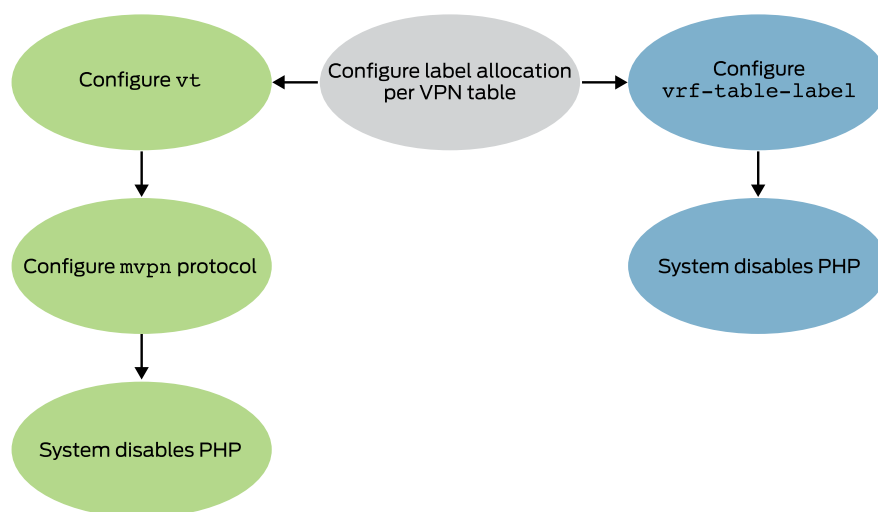 Configure vt
Configure label allocation
per VPN table
Configure
vrf-table-label
Configure mvpn protocol
System disables PHP
System disables PHP